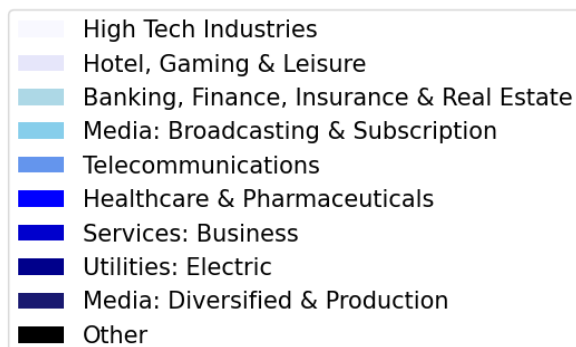 High Tech Industries
Hotel, Gaming & Leisure
Banking, Finance, Insurance & Real Estate
Media: Broadcasting & Subscription
Telecommunications
Healthcare & Pharmaceuticals
Services: Business
Utilities: Electric
Media: Diversified & Production
Other